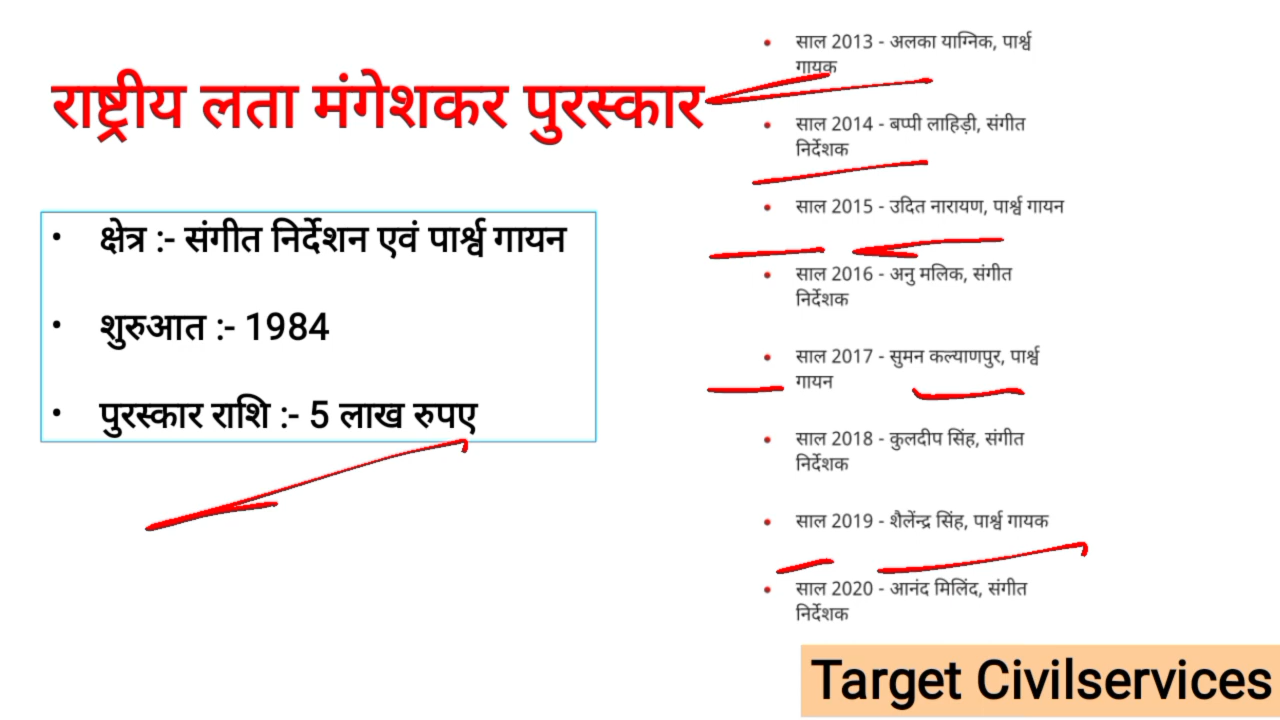 राष्ट्रीय लता मंगेशकर पुरस्कार
• क्षेत्र :- संगीत निर्देशन एवं पार्श्व गायन
• शुरुआत :- 1984
• पुरस्कार राशि :- 5 लाख रुपए
• साल 2013 - अलका याग्निक, पार्श्व
गायक
• साल 2014 - बप्पी लाहिड़ी, संगीत
निर्देशक
• साल 2015 - उदित नारायण, पार्श्व गायन
• साल 2016 - अनु मलिक, संगीत
निर्देशक
• साल 2017 - सुमन कल्याणपुर, पार्श्व
गायन
• साल 2018 - कुलदीप सिंह, संगीत
निर्देशक
• साल 2019 - शैलेंन्द्र सिंह, पार्श्व गायक
• साल 2020 - आनंद मिलिंद, संगीत
निर्देशक
Target Civilservices